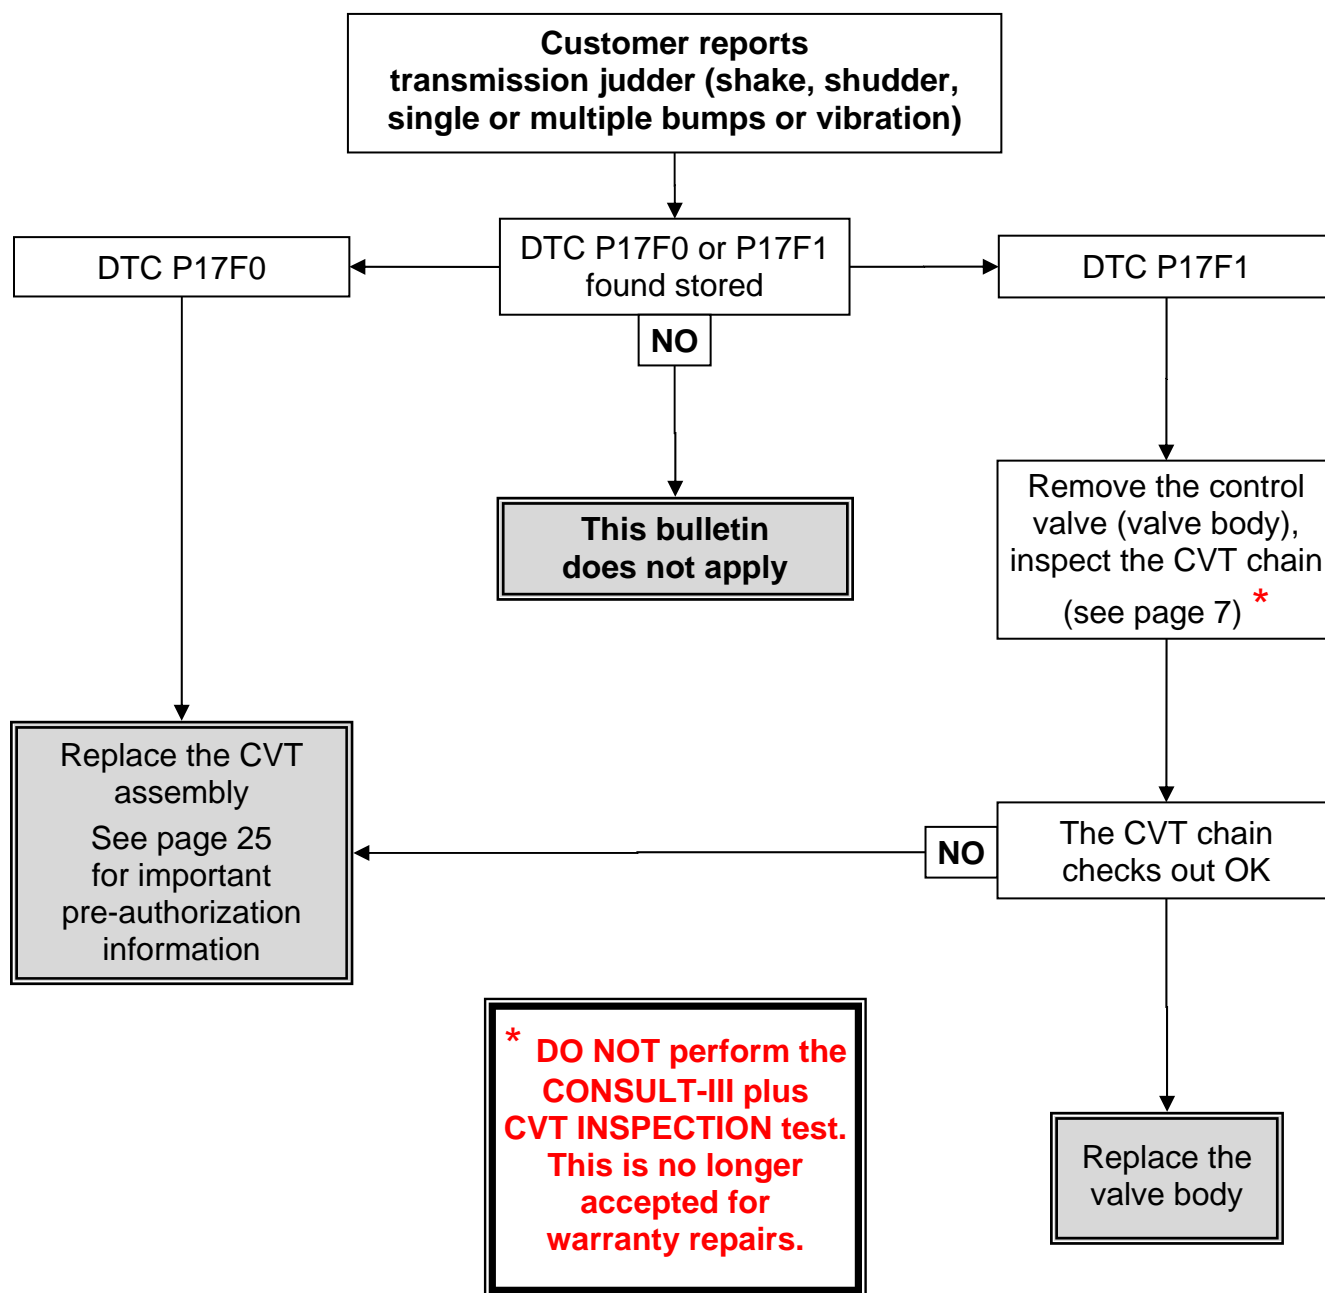 Customer reports
transmission judder (shake, shudder,
single or multiple bumps or vibration)
DTC P17F0
DTC P17F0 or P17F1
found stored
DTC P17F1
NO
This bulletin
does not apply
Remove the control
valve (valve body),
inspect the CVT chain
(see page 7) *
Replace the CVT
assembly
See page 25
for important
pre-authorization
information
NO
The CVT chain
checks out OK
* DO NOT perform the
CONSULT-III plus
CVT INSPECTION test.
This is no longer
accepted for
warranty repairs.
Replace the
valve body